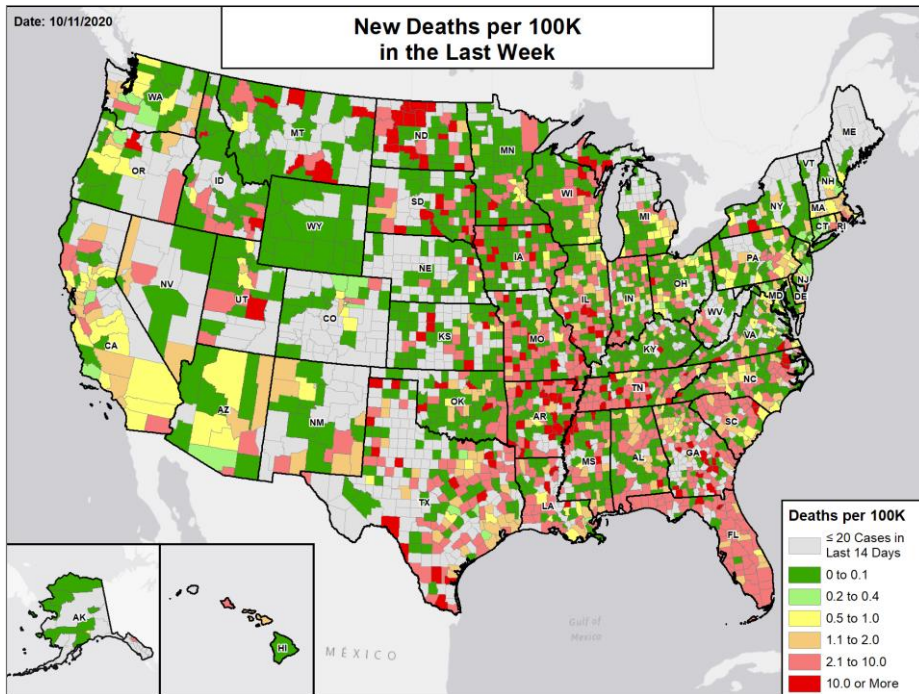 Date: 10/11/2020
New Deaths per 100K
in the Last Week
WA
MT
ND
MN
ME
OR
ID
SD
WI
VT
NH
NY
MA
CT
RI
WY
MI
IA
NE
PA
NJ
NV
UT
CO
IL
IN
OH
MD
DE
WV
CA
KS
MO
KY
VA
AZ
NM
OK
AR
TN
NC
SC
MS
AL
GA
TX
LA
FL
AK
HI
MÉXICO
Gulf of
Mexico
Deaths per 100K
≤ 20 Cases in
Last 14 Days
0 to 0.1
0.2 to 0.4
0.5 to 1.0
1.1 to 2.0
2.1 to 10.0
10.0 or More